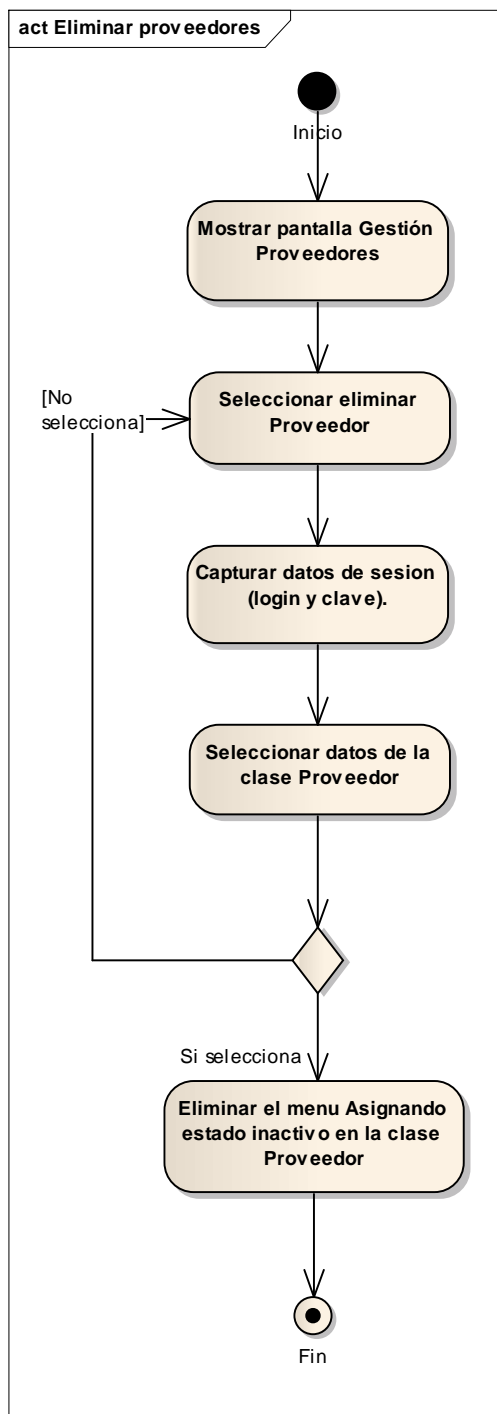 act Eliminar proveedores
Inicio
Mostrar pantalla Gestión
Proveedores
[No
selecciona]
Seleccionar eliminar
Proveedor
Capturar datos de sesion
(login y clave).
Seleccionar datos de la
clase Proveedor
Si selecciona
Eliminar el menu Asignando
estado inactivo en la clase
Proveedor
Fin